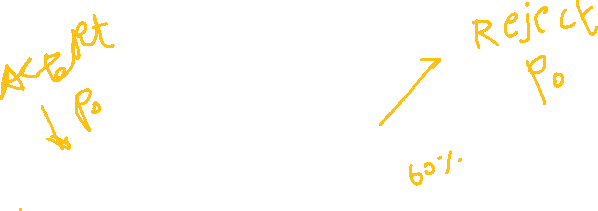 Accept
P₀
Reject
P₀
60%